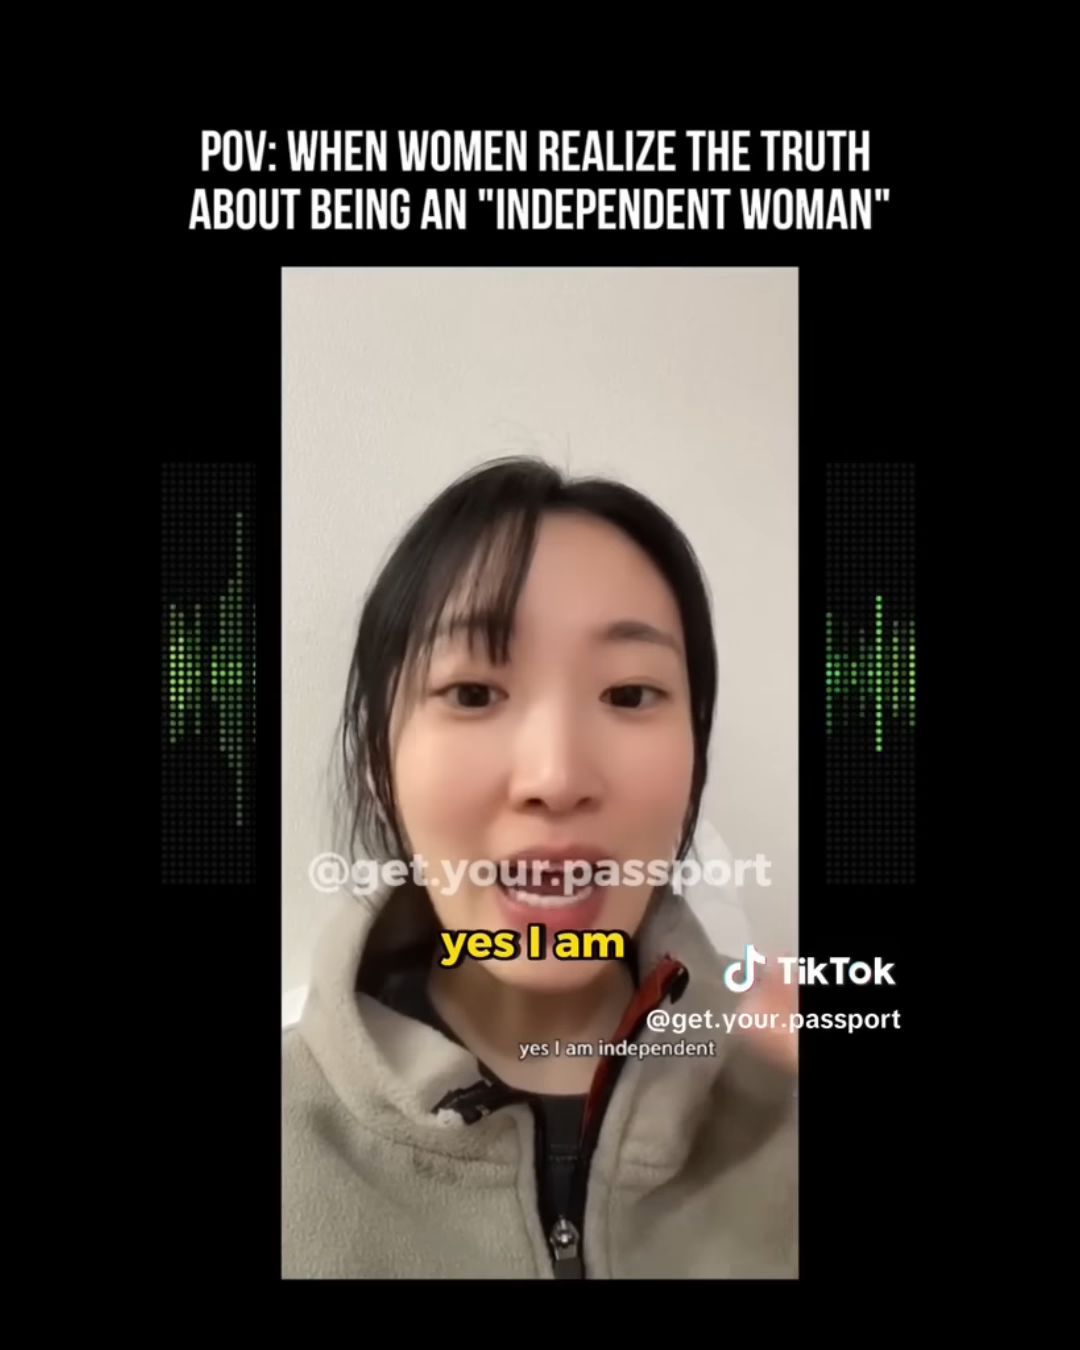 POV: WHEN WOMEN REALIZE THE TRUTH
ABOUT BEING AN "INDEPENDENT WOMAN"
@get.your.passport
yes I am
TikTok
@get.your.passport
yes I am independent